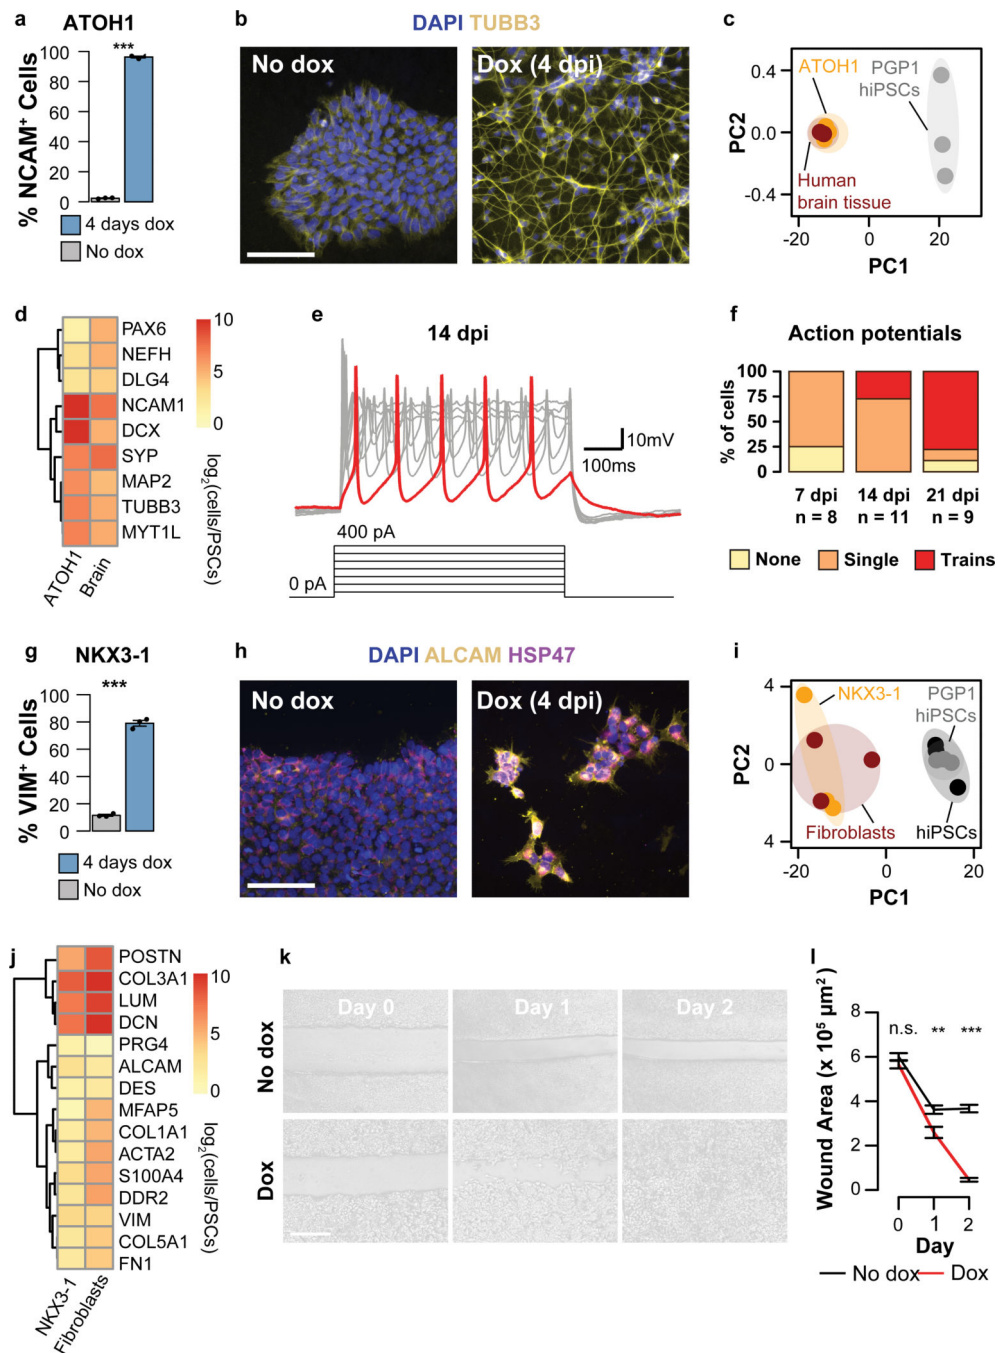 a
ATOH1
% NCAM⁺ Cells
100
80
60
40
20
0
***
4 days dox
No dox
b
DAPI TUBB3
No dox
Dox (4 dpi)
c
PC2
0.4
0.0
-0.4
ATOH1
PGP1
hiPSCs
Human
brain tissue
-20
0
20
PC1
d
PAX6
NEFH
DLG4
NCAM1
DCX
SYP
MAP2
TUBB3
MYT1L
ATOH1
Brain
10
5
0
log₂(cells/PSCs)
e
14 dpi
10mV
100ms
400 pA
0 pA
f
Action potentials
% of cells
100
75
50
25
0
7 dpi
n = 8
14 dpi
n = 11
21 dpi
n = 9
None
Single
Trains
g
NKX3-1
% VIM⁺ Cells
100
80
60
40
20
0
***
4 days dox
No dox
h
DAPI ALCAM HSP47
No dox
Dox (4 dpi)
i
PC2
4
0
4
NKX3-1
PGP1
hiPSCs
Fibroblasts
hiPSCs
-20
0
20
PC1
j
POSTN
COL3A1
LUM
DCN
PRG4
ALCAM
DES
MFAP5
COL1A1
ACTA2
S100A4
DDR2
VIM
COL5A1
FN1
NKX3-1
Fibroblasts
10
5
0
log₂(cells/PSCs)
k
Day 0
Day 1
Day 2
No dox
Dox
l
Wound Area (x 10⁵ µm²)
8
6
4
2
0
n.s.
**
***
0
1
2
Day
No dox
Dox